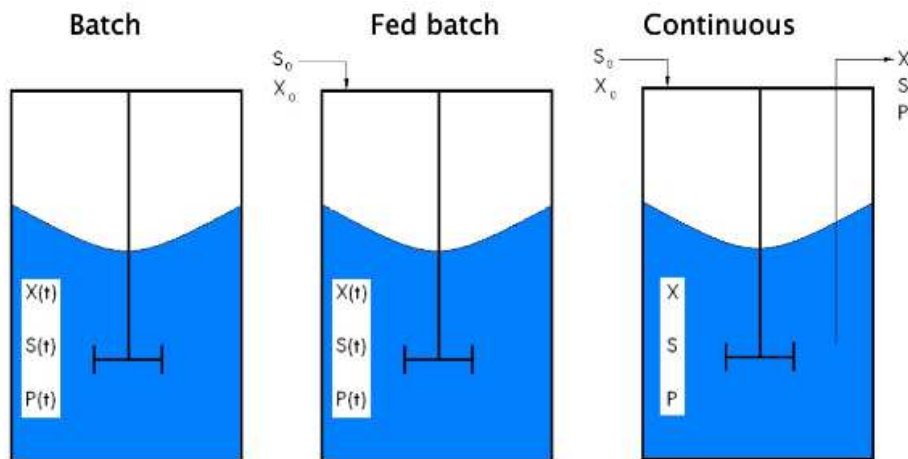 Batch
X(t)
S(t)
P(t)
Fed batch
S₀
X₀
X(t)
S(t)
P(t)
Continuous
S₀
X₀
X
S
P
X
S
P